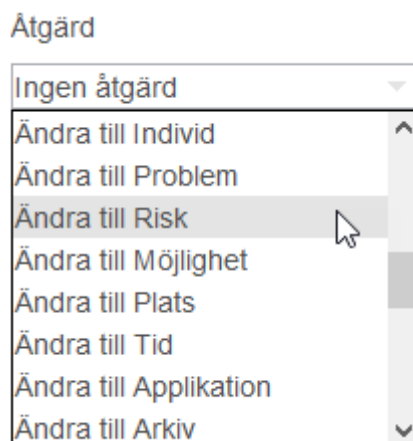 Åtgärd
Ingen åtgärd
Ändra till Individ
Ändra till Problem
Ändra till Risk
Ändra till Möjlighet
Ändra till Plats
Ändra till Tid
Ändra till Applikation
Ändra till Arkiv